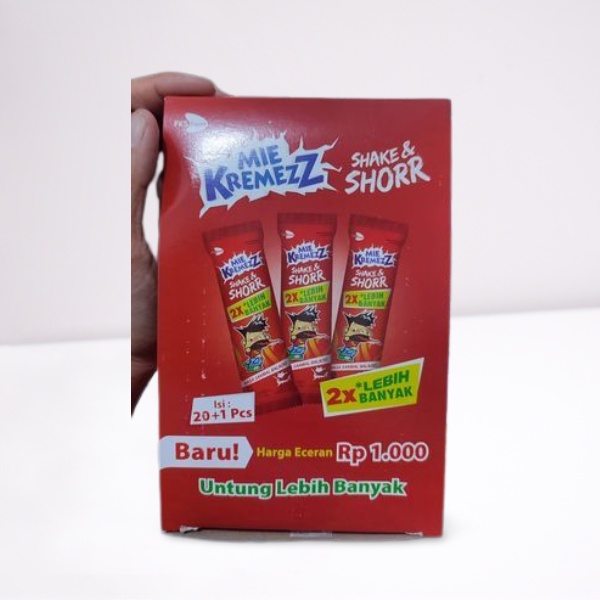 MIE
KREMEZZ
SHAKE &
SHORR
MIE
KREMEZZ
SHAKE &
SHORR
2X*LEBIH
BANYAK
MIE
KREMEZZ
SHAKE &
SHORR
2X*LEBIH
BANYAK
MIE
KREMEZZ
SHAKE &
SHORR
2X*LEBIH
BANYAK
2X*LEBIH
BANYAK
Isi :
20+1 Pcs
Baru! Harga Eceran Rp 1.000
Untung Lebih Banyak